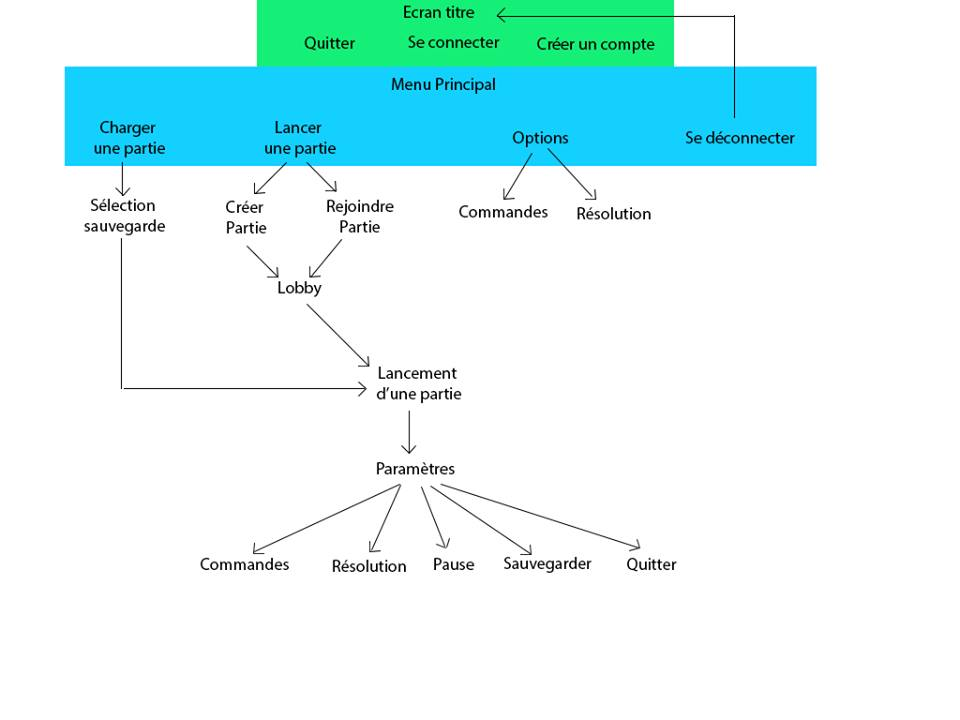 Ecran titre
Quitter
Se connecter
Créer un compte
Menu Principal
Charger
une partie
Lancer
une partie
Options
Se déconnecter
Sélection
sauvegarde
Créer
Partie
Rejoindre
Partie
Commandes
Résolution
Lobby
Lancement
d'une partie
Paramètres
Commandes
Résolution
Pause
Sauvegarder
Quitter